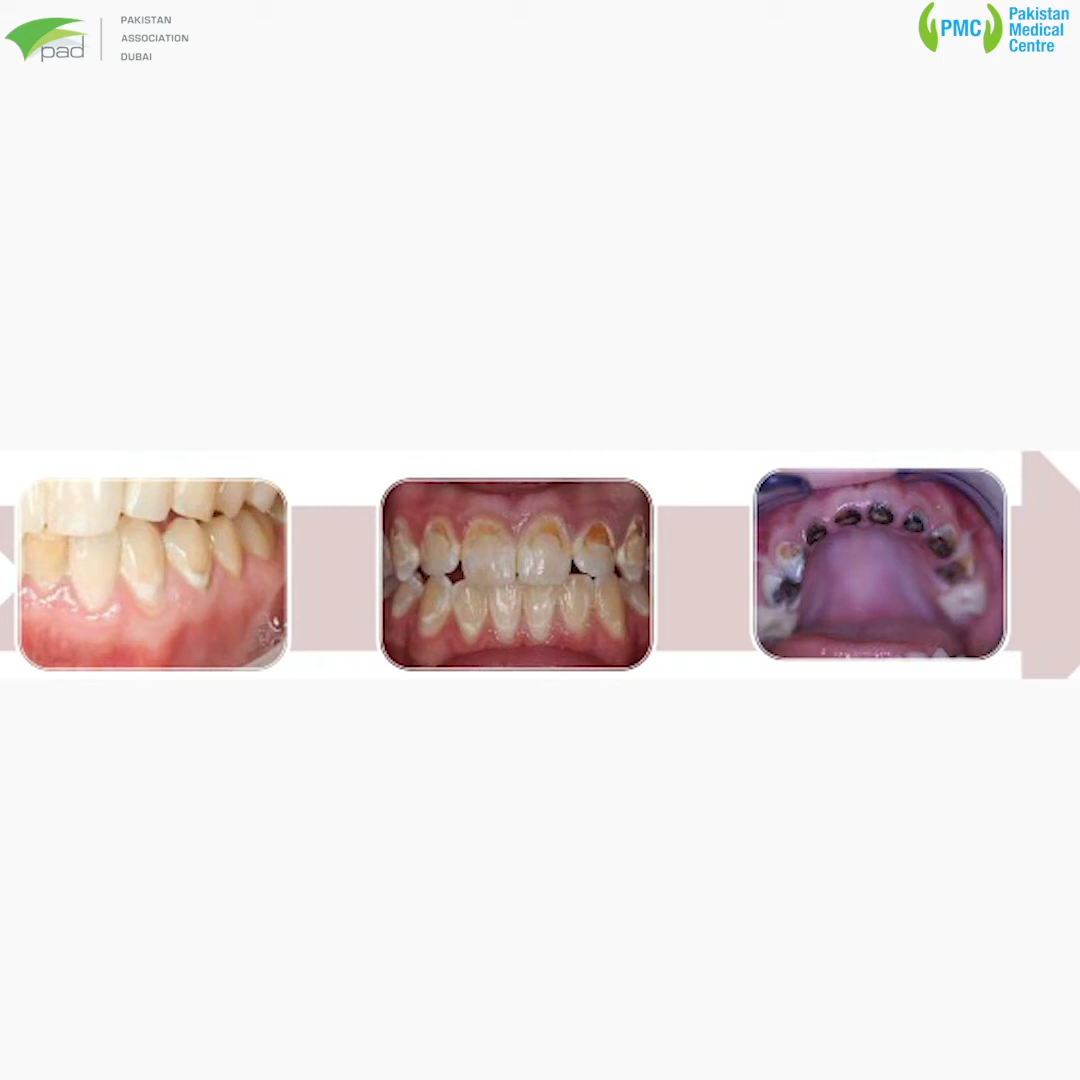 pad
PAKISTAN
ASSOCIATION
DUBAI
PMC
Pakistan
Medical
Centre